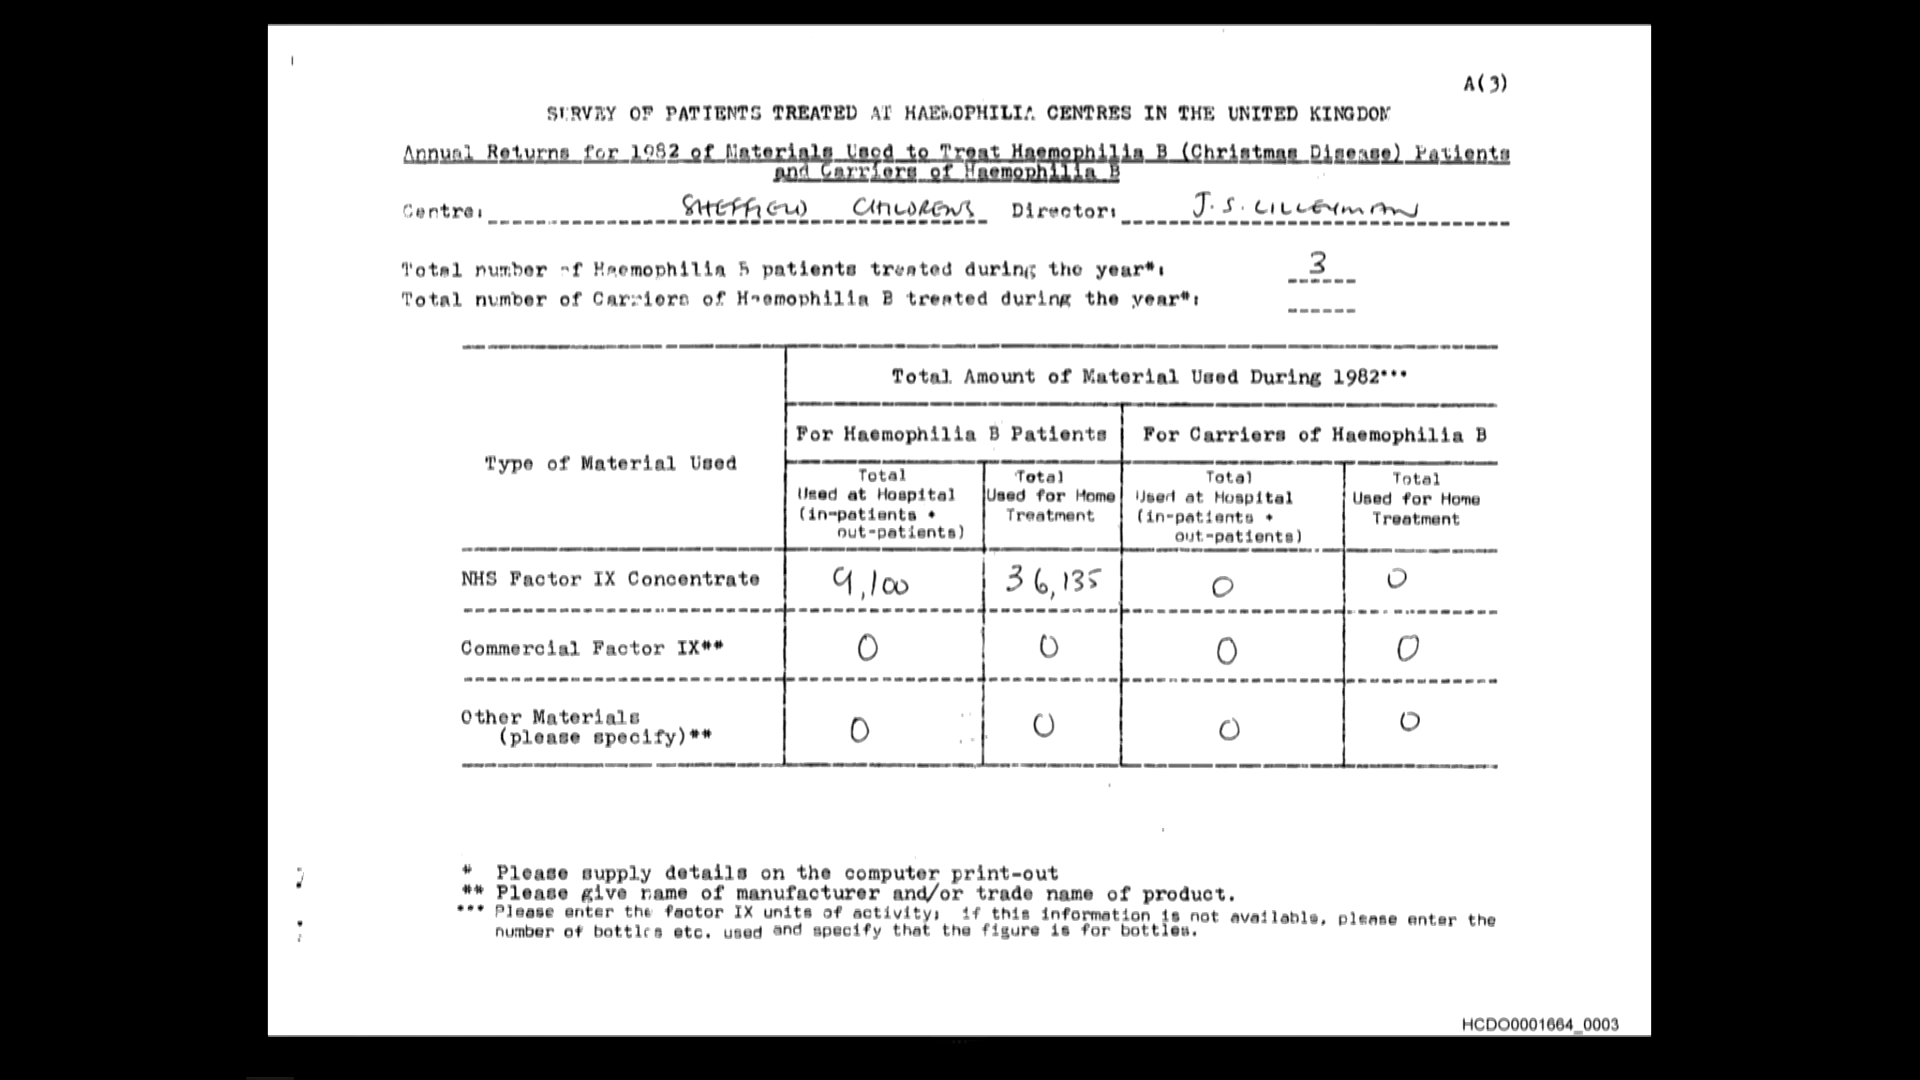 A(3)
SURVEY OF PATIENTS TREATED AT HAEMOPHILIA CENTRES IN THE UNITED KINGDOM
Annual Returns for 1982 of Materials Used to Treat Haemophilia B (Christmas Disease) Patients
and Carriers of Haemophilia B
Centre: SHEFFIELD CHILDRENS Director: J. S. LILLEYMAN
Total number of Haemophilia B patients treated during the year*: 3
Total number of Carriers of Haemophilia B treated during the year*:
Total Amount of Material Used During 1982***
For Haemophilia B Patients For Carriers of Haemophilia B
Type of Material Used
Total Total Total Total
Used at Hospital Used for Home Used at Hospital Used for Home
(in-patients + Treatment (in-patients + Treatment
out-patients) out-patients)
NHS Factor IX Concentrate 9,100 36,135 0 0
Commercial Factor IX** 0 0 0 0
Other Materials
(please specify)** 0 0 0 0
* Please supply details on the computer print-out
** Please give name of manufacturer and/or trade name of product.
*** Please enter the factor IX units of activity; if this information is not available, please enter the
number of bottles etc. used and specify that the figure is for bottles.
HCDO0001664_0003